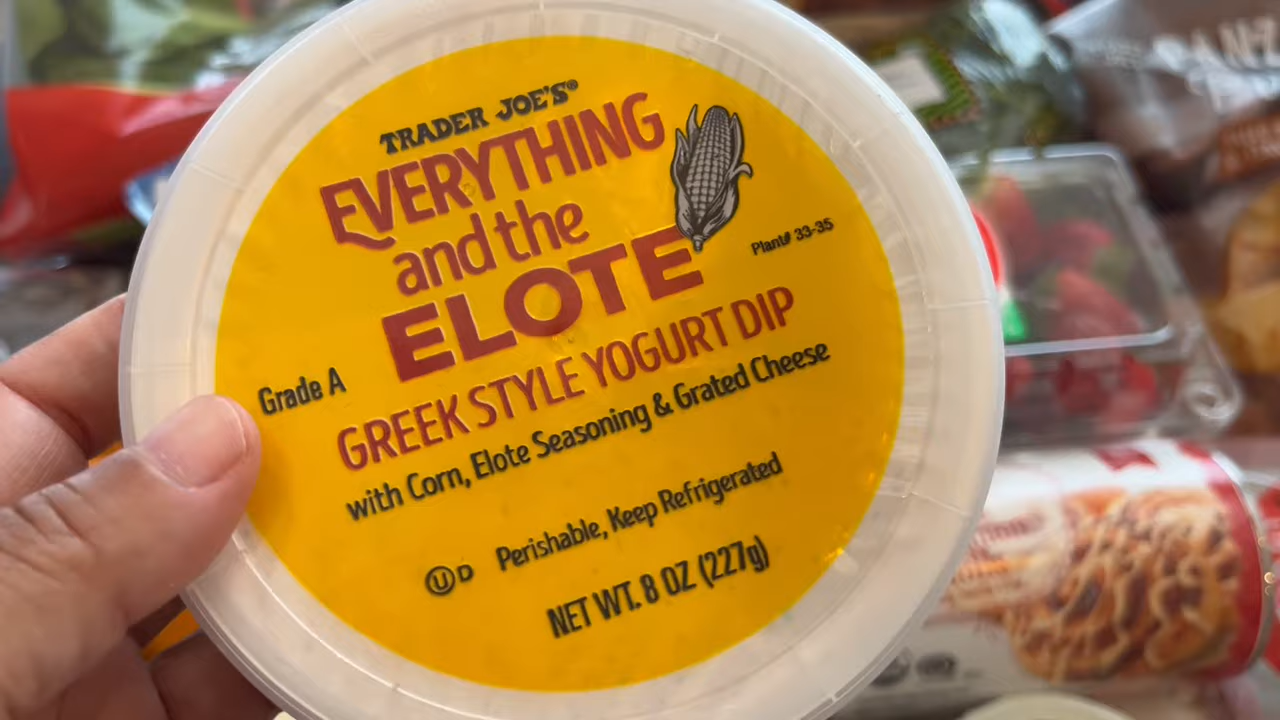 TRADER JOE'S®
EVERYTHING
and the
ELOTE
Plant# 33-35
GREEK STYLE YOGURT DIP
Grade A
with Corn, Elote Seasoning & Grated Cheese
Perishable, Keep Refrigerated
U D
NET WT. 8 OZ (227g)